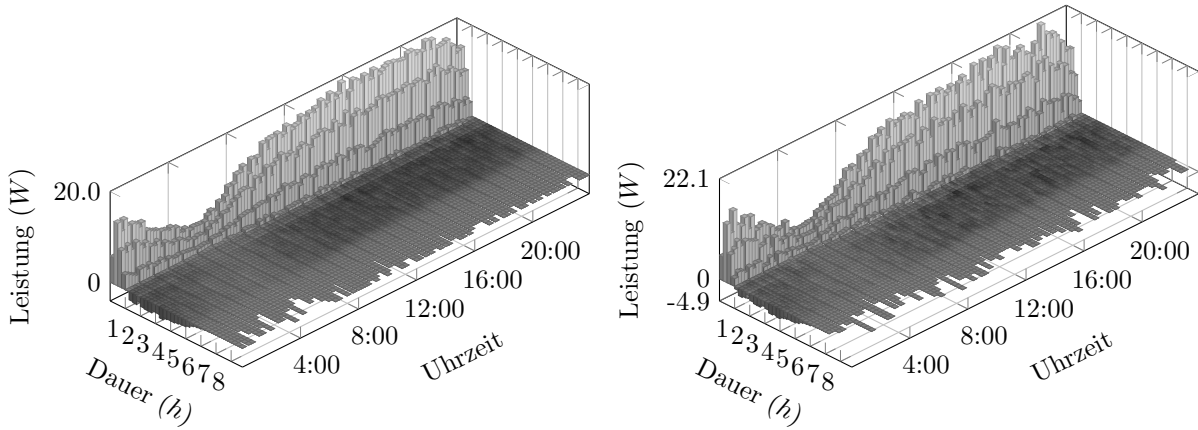 20.0
0
Leistung (W)
1 2 3 4 5 6 7 8
Dauer (h)
4:00
8:00
12:00
16:00
20:00
Uhrzeit
22.1
0
-4.9
Leistung (W)
1 2 3 4 5 6 7 8
Dauer (h)
4:00
8:00
12:00
16:00
20:00
Uhrzeit